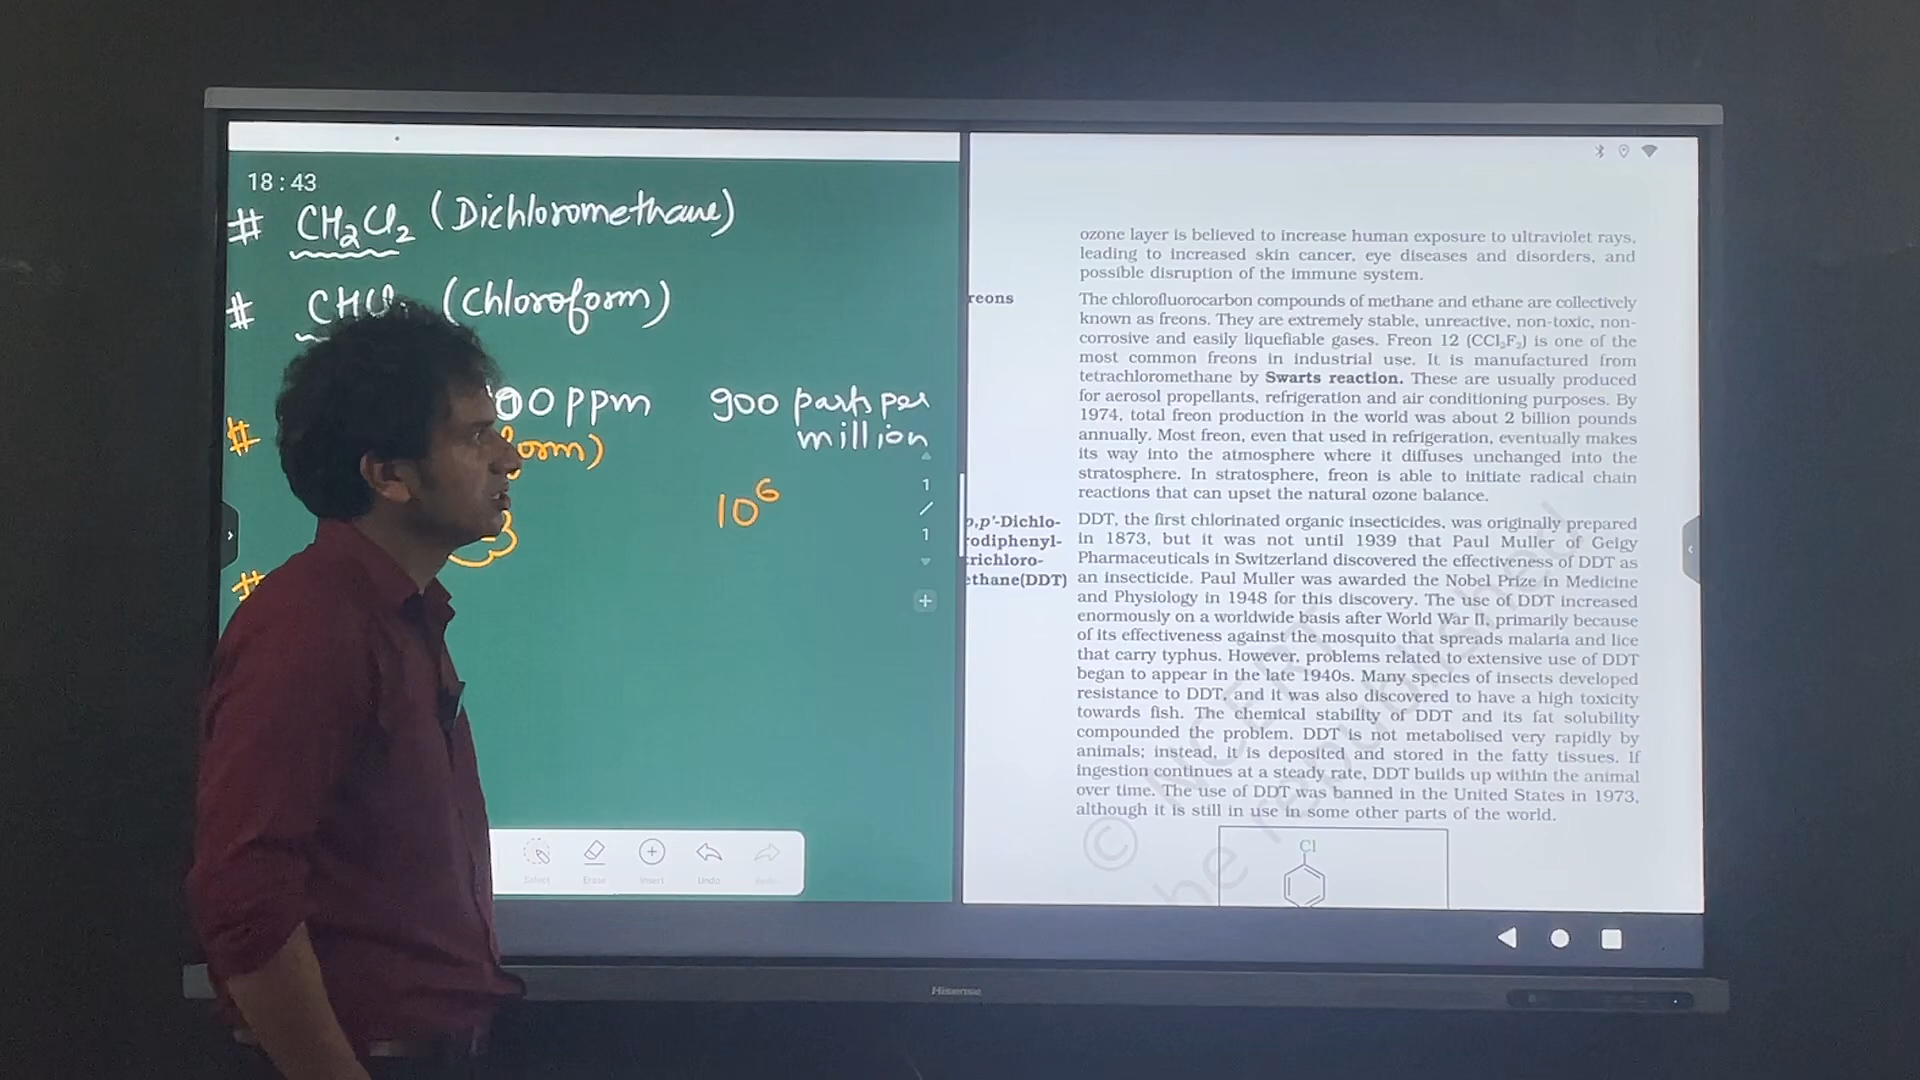 18:43
# CH2Cl2 (Dichloromethane)
# CHCl (Chloroform)
00 ppm 900 parts per
million
#
orm)
10^6
#
1
/
1
+
Select Erase Insert Undo Redo
ozone layer is believed to increase human exposure to ultraviolet rays,
leading to increased skin cancer, eye diseases and disorders, and
possible disruption of the immune system.
reons
The chlorofluorocarbon compounds of methane and ethane are collectively
known as freons. They are extremely stable, unreactive, non-toxic, non-
corrosive and easily liquefiable gases. Freon 12 (CCl2F2) is one of the
most common freons in industrial use. It is manufactured from
tetrachloromethane by Swarts reaction. These are usually produced
for aerosol propellants, refrigeration and air conditioning purposes. By
1974, total freon production in the world was about 2 billion pounds
annually. Most freon, even that used in refrigeration, eventually makes
its way into the atmosphere where it diffuses unchanged into the
stratosphere. In stratosphere, freon is able to initiate radical chain
reactions that can upset the natural ozone balance.
p,p'-Dichlo-
rodiphenyl-
trichloro-
ethane(DDT)
DDT, the first chlorinated organic insecticides, was originally prepared
in 1873, but it was not until 1939 that Paul Muller of Geigy
Pharmaceuticals in Switzerland discovered the effectiveness of DDT as
an insecticide. Paul Muller was awarded the Nobel Prize in Medicine
and Physiology in 1948 for this discovery. The use of DDT increased
enormously on a worldwide basis after World War II, primarily because
of its effectiveness against the mosquito that spreads malaria and lice
that carry typhus. However, problems related to extensive use of DDT
began to appear in the late 1940s. Many species of insects developed
resistance to DDT, and it was also discovered to have a high toxicity
towards fish. The chemical stability of DDT and its fat solubility
compounded the problem. DDT is not metabolised very rapidly by
animals; instead, it is deposited and stored in the fatty tissues. If
ingestion continues at a steady rate, DDT builds up within the animal
over time. The use of DDT was banned in the United States in 1973,
although it is still in use in some other parts of the world.
Cl
© NCERT
be republished
Hisense